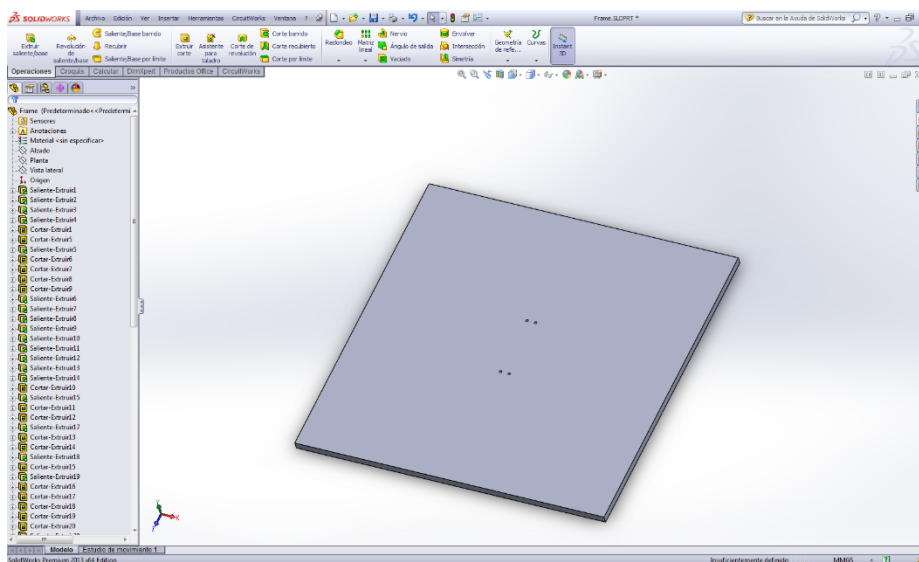 SOLIDWORKS Archivo Edición Ver Insertar Herramientas CircuitWorks Ventana ? Frame.SLDPRT * Buscar en la Ayuda de SolidWorks
Extruir saliente/base
Revolución de saliente/base
Saliente/Base barrido
Recubrir
Saliente/Base por límite
Extruir corte
Asistente para taladro
Corte de revolución
Corte barrido
Corte recubierto
Corte por límite
Redondeo
Matriz lineal
Nervio
Ángulo de salida
Vaciado
Envolver
Intersección
Simetría
Geometría de refe...
Curvas
Instant 3D
Operaciones Croquis Calcular DimXpert Productos Office CircuitWorks
Frame (Predeterminado<<Predetermi
Sensores
Anotaciones
Material <sin especificar>
Alzado
Planta
Vista lateral
Origen
Saliente-Extruir1
Saliente-Extruir2
Saliente-Extruir3
Saliente-Extruir4
Cortar-Extruir1
Cortar-Extruir5
Saliente-Extruir5
Cortar-Extruir6
Cortar-Extruir7
Cortar-Extruir8
Cortar-Extruir9
Saliente-Extruir6
Saliente-Extruir7
Saliente-Extruir8
Saliente-Extruir9
Saliente-Extruir10
Saliente-Extruir11
Saliente-Extruir12
Saliente-Extruir13
Saliente-Extruir14
Cortar-Extruir10
Saliente-Extruir15
Cortar-Extruir11
Cortar-Extruir12
Saliente-Extruir17
Cortar-Extruir13
Cortar-Extruir14
Saliente-Extruir18
Cortar-Extruir15
Saliente-Extruir19
Cortar-Extruir16
Cortar-Extruir17
Cortar-Extruir18
Cortar-Extruir19
Cortar-Extruir20
Modelo Estudio de movimiento 1
SolidWorks Premium 2013 x64 Edition Insuficientemente definido MMGS